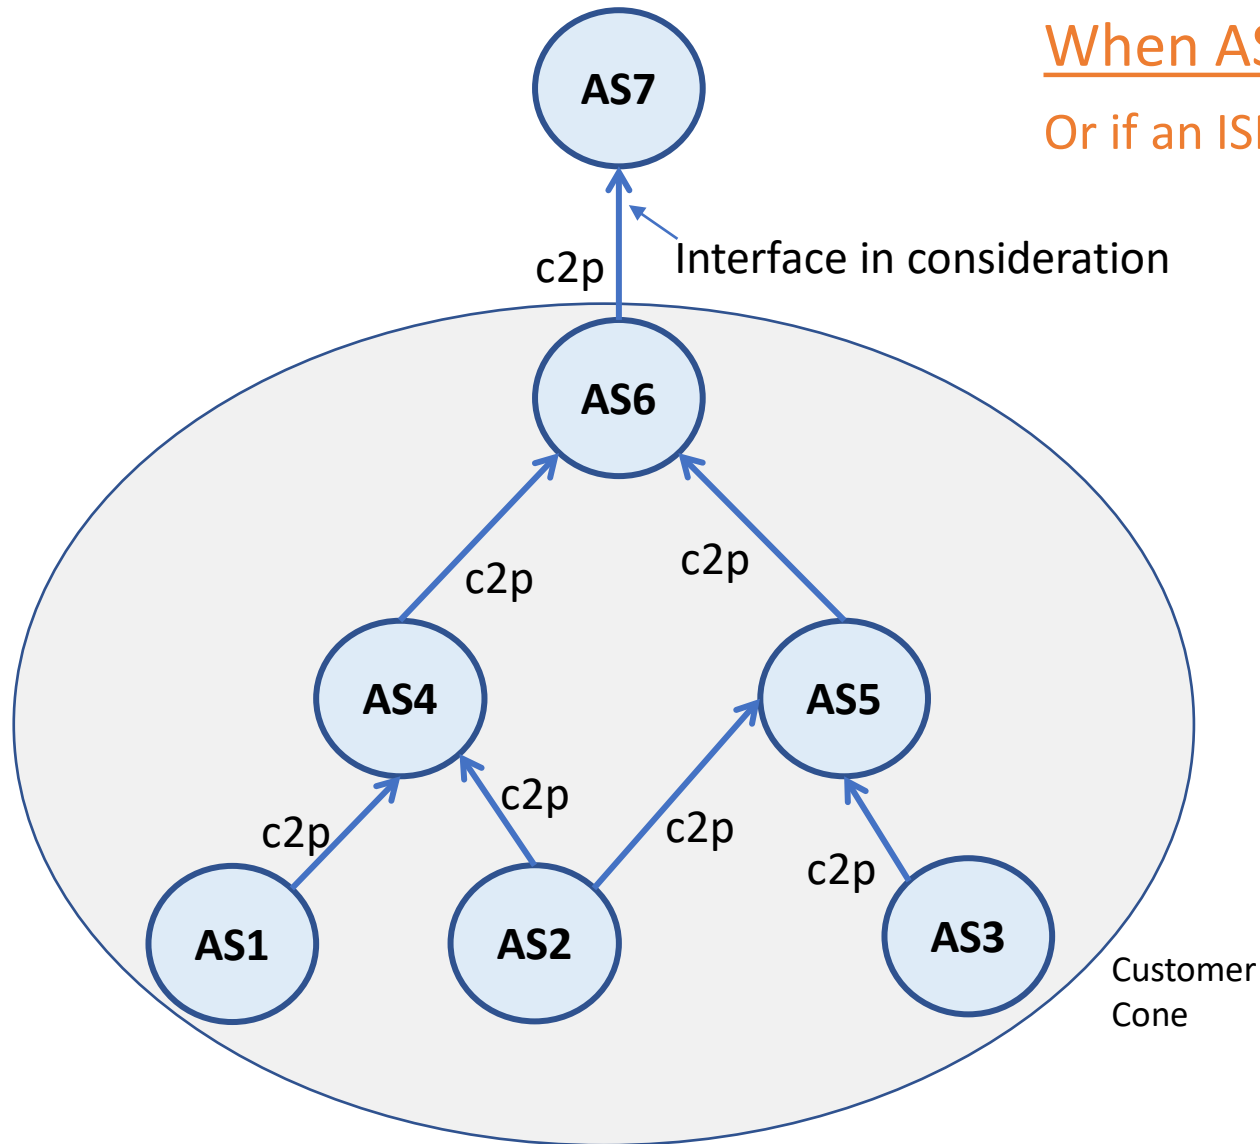 When AS
Or if an ISI
AS7
c2p
Interface in consideration
AS6
c2p
c2p
AS4
AS5
c2p
c2p
c2p
c2p
AS1
AS2
AS3
Customer
Cone